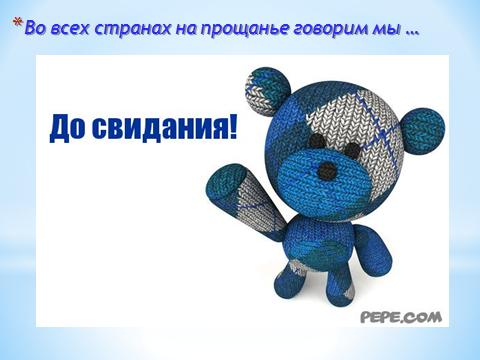 *Во всех странах на прощанье говорим мы ...
До свидания!
PEPE.COM